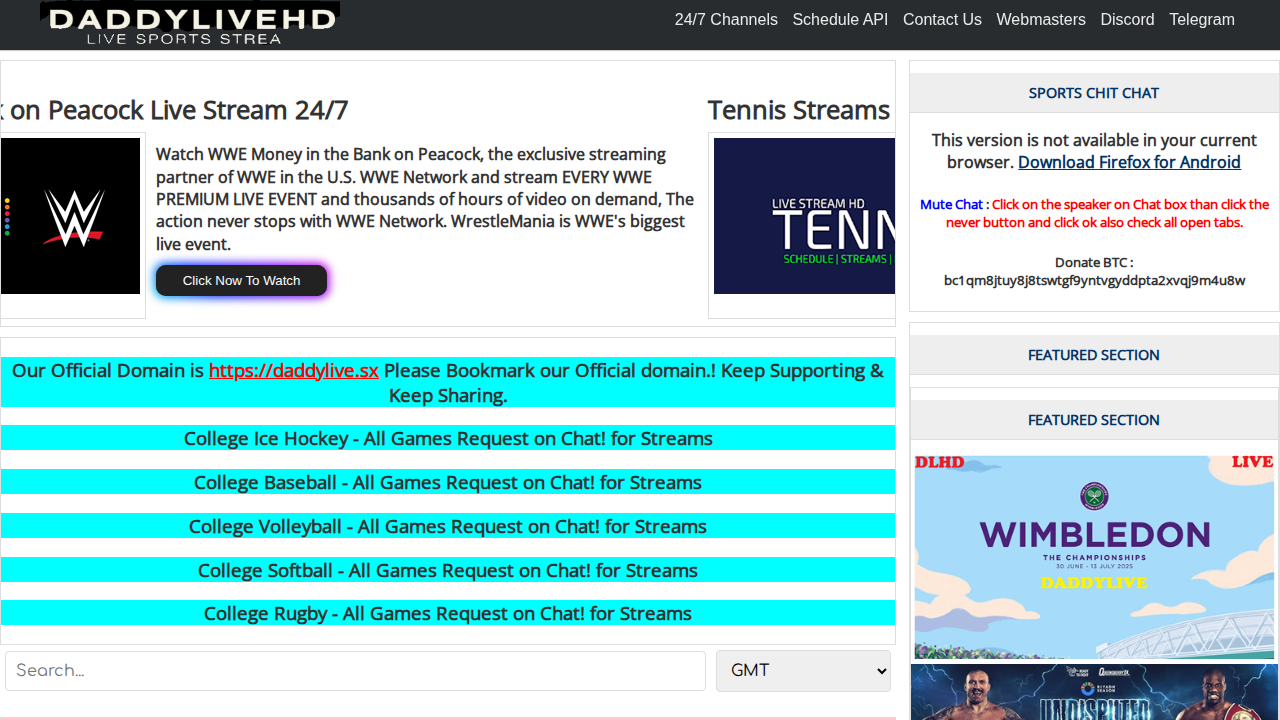 DADDYLIVEHD
LIVE SPORTS STREA
24/7 Channels Schedule API Contact Us Webmasters Discord Telegram
on Peacock Live Stream 24/7
Watch WWE Money in the Bank on Peacock, the exclusive streaming
partner of WWE in the U.S. WWE Network and stream EVERY WWE
PREMIUM LIVE EVENT and thousands of hours of video on demand, The
action never stops with WWE Network. WrestleMania is WWE's biggest
live event.
Click Now To Watch
Tennis Streams
LIVE STREAM HD
TENN
SCHEDULE | STREAMS |
Our Official Domain is https://daddylive.sx Please Bookmark our Official domain.! Keep Supporting &
Keep Sharing.
College Ice Hockey - All Games Request on Chat! for Streams
College Baseball - All Games Request on Chat! for Streams
College Volleyball - All Games Request on Chat! for Streams
College Softball - All Games Request on Chat! for Streams
College Rugby - All Games Request on Chat! for Streams
Search...
GMT
SPORTS CHIT CHAT
This version is not available in your current
browser. Download Firefox for Android
Mute Chat : Click on the speaker on Chat box than click the
never button and click ok also check all open tabs.
Donate BTC :
bc1qm8jtuy8j8tswtgf9yntvgyddpta2xvqj9m4u8w
FEATURED SECTION
FEATURED SECTION
DLHD LIVE
WIMBLEDON
THE CHAMPIONSHIPS
30 JUNE - 13 JULY 2025
DADDYLIVE
RIYADH
SEASON
UNDISPUTED